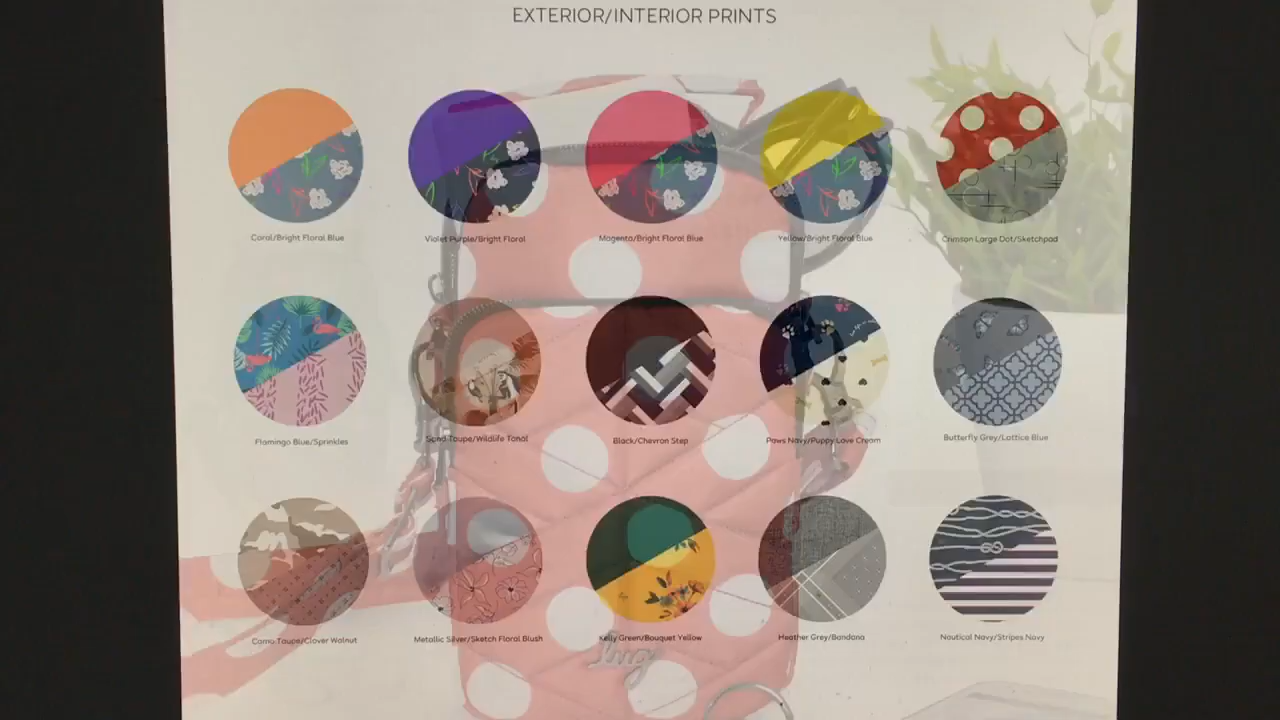 EXTERIOR/INTERIOR PRINTS
Coral/Bright Floral Blue
Violet Purple/Bright Floral
Magenta/Bright Floral Blue
Yellow/Bright Floral Blue
Crimson Large Dot/Sketchpad
Flamingo Blue/Sprinkles
Sand Taupe/Wildlife Tonal
Black/Chevron Step
Paws Navy/Puppy Love Cream
Butterfly Grey/Lattice Blue
Camo Taupe/Clover Walnut
Metallic Silver/Sketch Floral Blush
Kelly Green/Bouquet Yellow
Heather Grey/Bandana
Nautical Navy/Stripes Navy
Lug